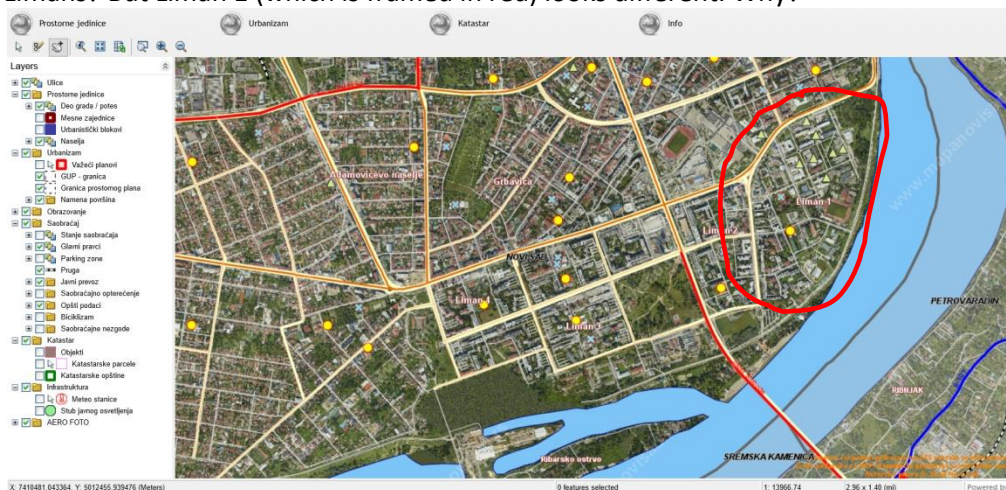 Limans? But Liman 1 (which is framed in red) looks different. Why?
Prostorne jedinice
Urbanizam
Katastar
Info
Layers
Ulice
Prostorne jedinice
Deo grada / potes
Mesne zajednice
Urbanistički blokovi
Naselja
Urbanizam
Važeći planovi
GUP - granica
Granica prostornog plana
Namena površina
Obrazovanje
Saobraćaj
Stanje saobraćaja
Glavni pravci
Parking zone
Pruga
Javni prevoz
Saobraćajno opterećenje
Opšti podaci
Biciklizam
Saobraćajne nezgode
Katastar
Objekti
Katastarske parcele
Katastarske opštine
Infrastruktura
Meteo stanice
Stub javnog osvetljenja
AERO FOTO
Adamovićevo naselje
Grbavica
Liman 1
Liman 2
NOVI SAD
Liman 4
Liman 3
PETROVARADIN
RIBNJAK
Ribarsko ostrvo
SREMSKA KAMENICA
X: 7410481.043364, Y: 5012455.939476 (Meters)
0 features selected
1: 13966.74
2.96 x 1.40 (mi)
Powered by